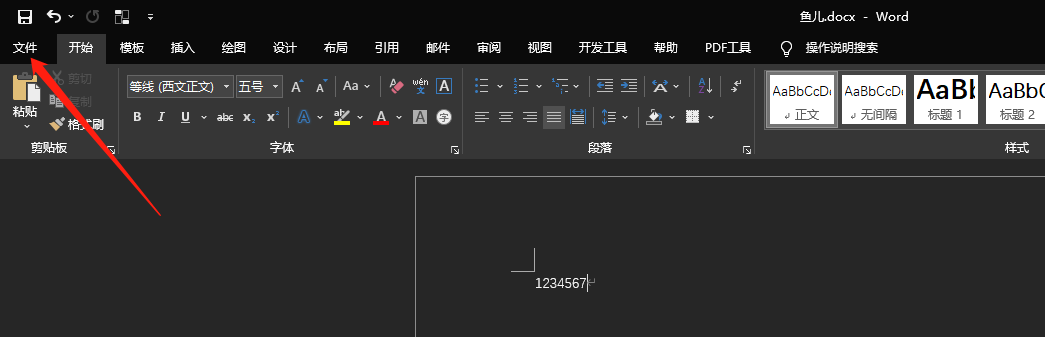 鱼儿.docx - Word
文件 开始 模板 插入 绘图 设计 布局 引用 邮件 审阅 视图 开发工具 帮助 PDF工具 操作说明搜索
剪切
复制
格式刷
粘贴
剪贴板
等线 (西文正文) 五号 A A Aa A wén A
B I U abc x₂ x² A ab A A 字
字体
A Z
段落
AaBbCcDı AaBbCcDı AaBb AaBbC
正文 无间隔 标题 1 标题 2
样式
1234567